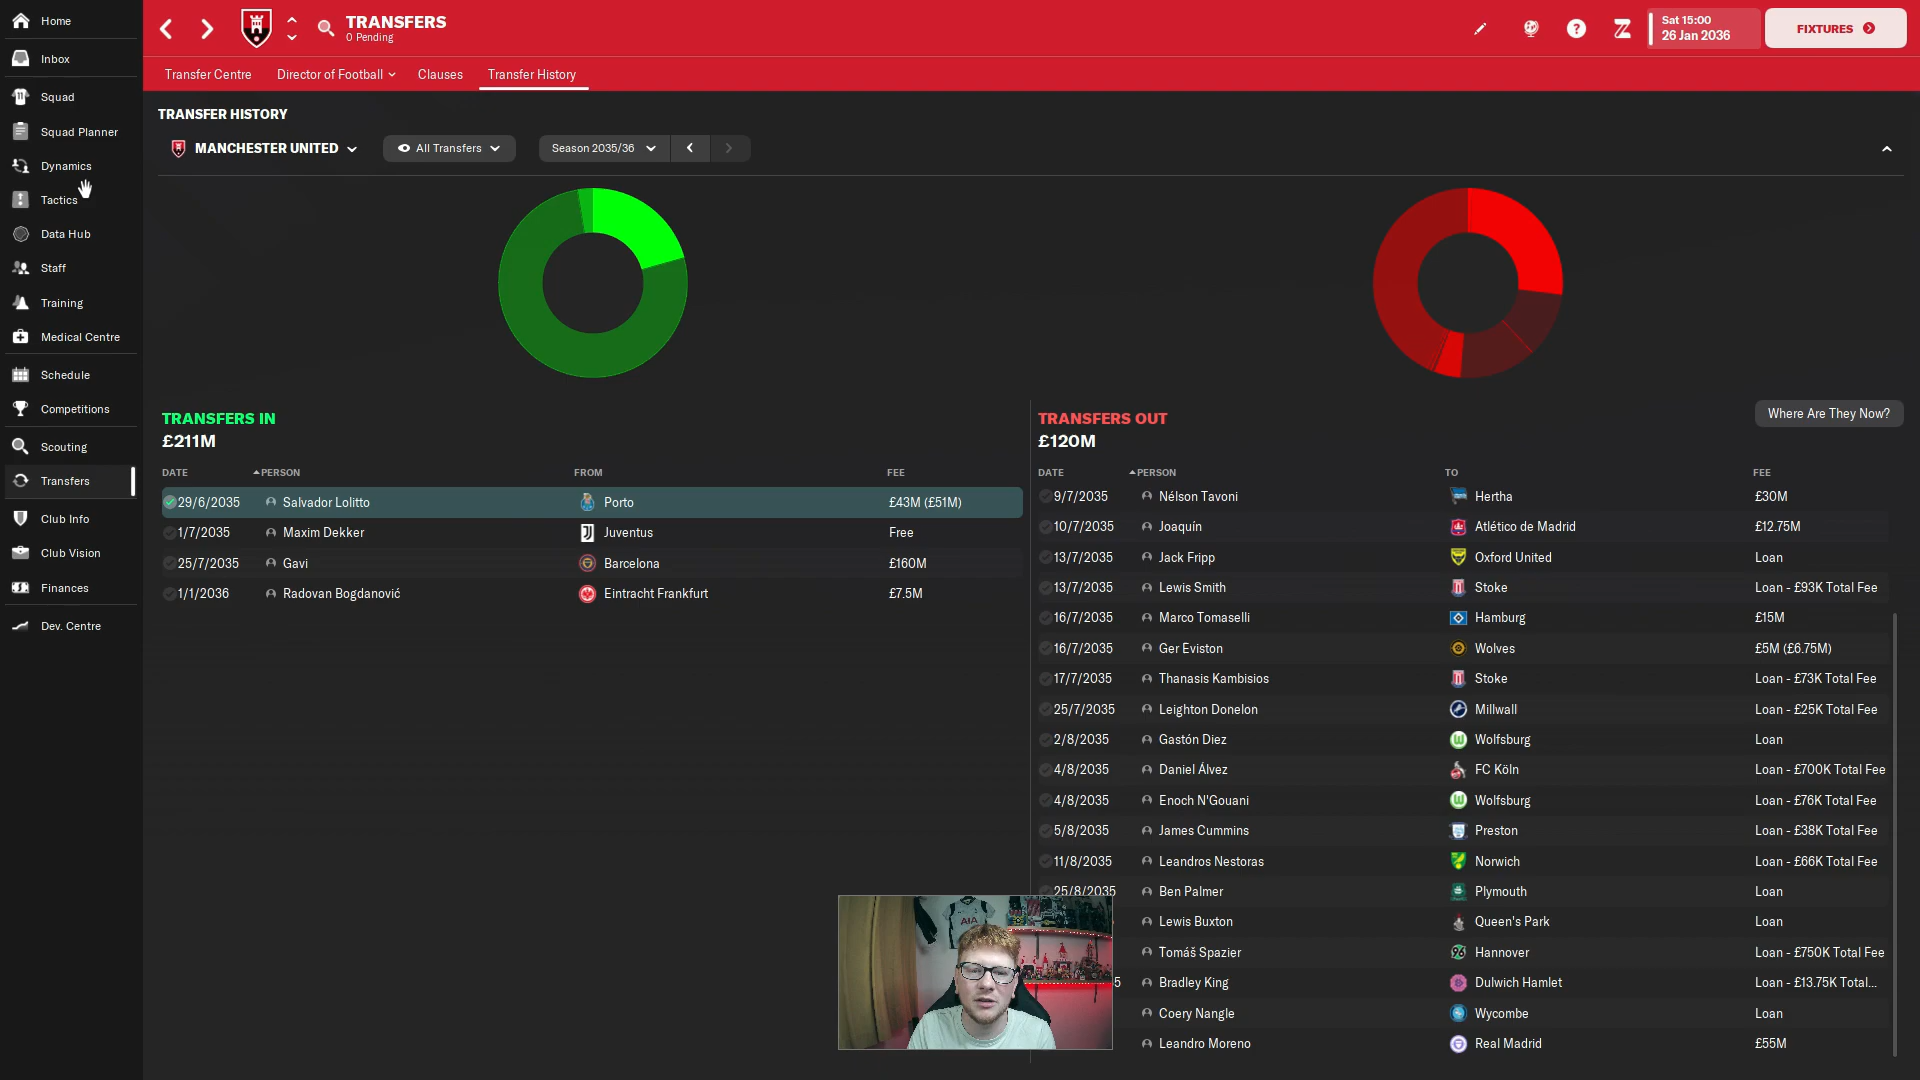 Home
Inbox
Squad
Squad Planner
Dynamics
Tactics
Data Hub
Staff
Training
Medical Centre
Schedule
Competitions
Scouting
Transfers
Club Info
Club Vision
Finances
Dev. Centre
TRANSFERS
0 Pending
Sat 15:00
26 Jan 2036
FIXTURES
Transfer Centre Director of Football Clauses Transfer History
TRANSFER HISTORY
MANCHESTER UNITED All Transfers Season 2035/36
TRANSFERS IN
£211M
DATE PERSON FROM FEE
29/6/2035 Salvador Lolitto Porto £43M (£51M)
1/7/2035 Maxim Dekker Juventus Free
25/7/2035 Gavi Barcelona £160M
1/1/2036 Radovan Bogdanović Eintracht Frankfurt £7.5M
TRANSFERS OUT
£120M
Where Are They Now?
DATE PERSON TO FEE
9/7/2035 Nélson Tavoni Hertha £30M
10/7/2035 Joaquín Atlético de Madrid £12.75M
13/7/2035 Jack Fripp Oxford United Loan
13/7/2035 Lewis Smith Stoke Loan - £93K Total Fee
16/7/2035 Marco Tomaselli Hamburg £15M
16/7/2035 Ger Eviston Wolves £5M (£6.75M)
17/7/2035 Thanasis Kambisios Stoke Loan - £73K Total Fee
25/7/2035 Leighton Donelon Millwall Loan - £25K Total Fee
2/8/2035 Gastón Diez Wolfsburg Loan
4/8/2035 Daniel Álvez FC Köln Loan - £700K Total Fee
4/8/2035 Enoch N'Gouani Wolfsburg Loan - £76K Total Fee
5/8/2035 James Cummins Preston Loan - £38K Total Fee
11/8/2035 Leandros Nestoras Norwich Loan - £66K Total Fee
25/8/2035 Ben Palmer Plymouth Loan
Lewis Buxton Queen's Park Loan
Tomáš Spazier Hannover Loan - £750K Total Fee
5 Bradley King Dulwich Hamlet Loan - £13.75K Total...
Coery Nangle Wycombe Loan
Leandro Moreno Real Madrid £55M
AIA